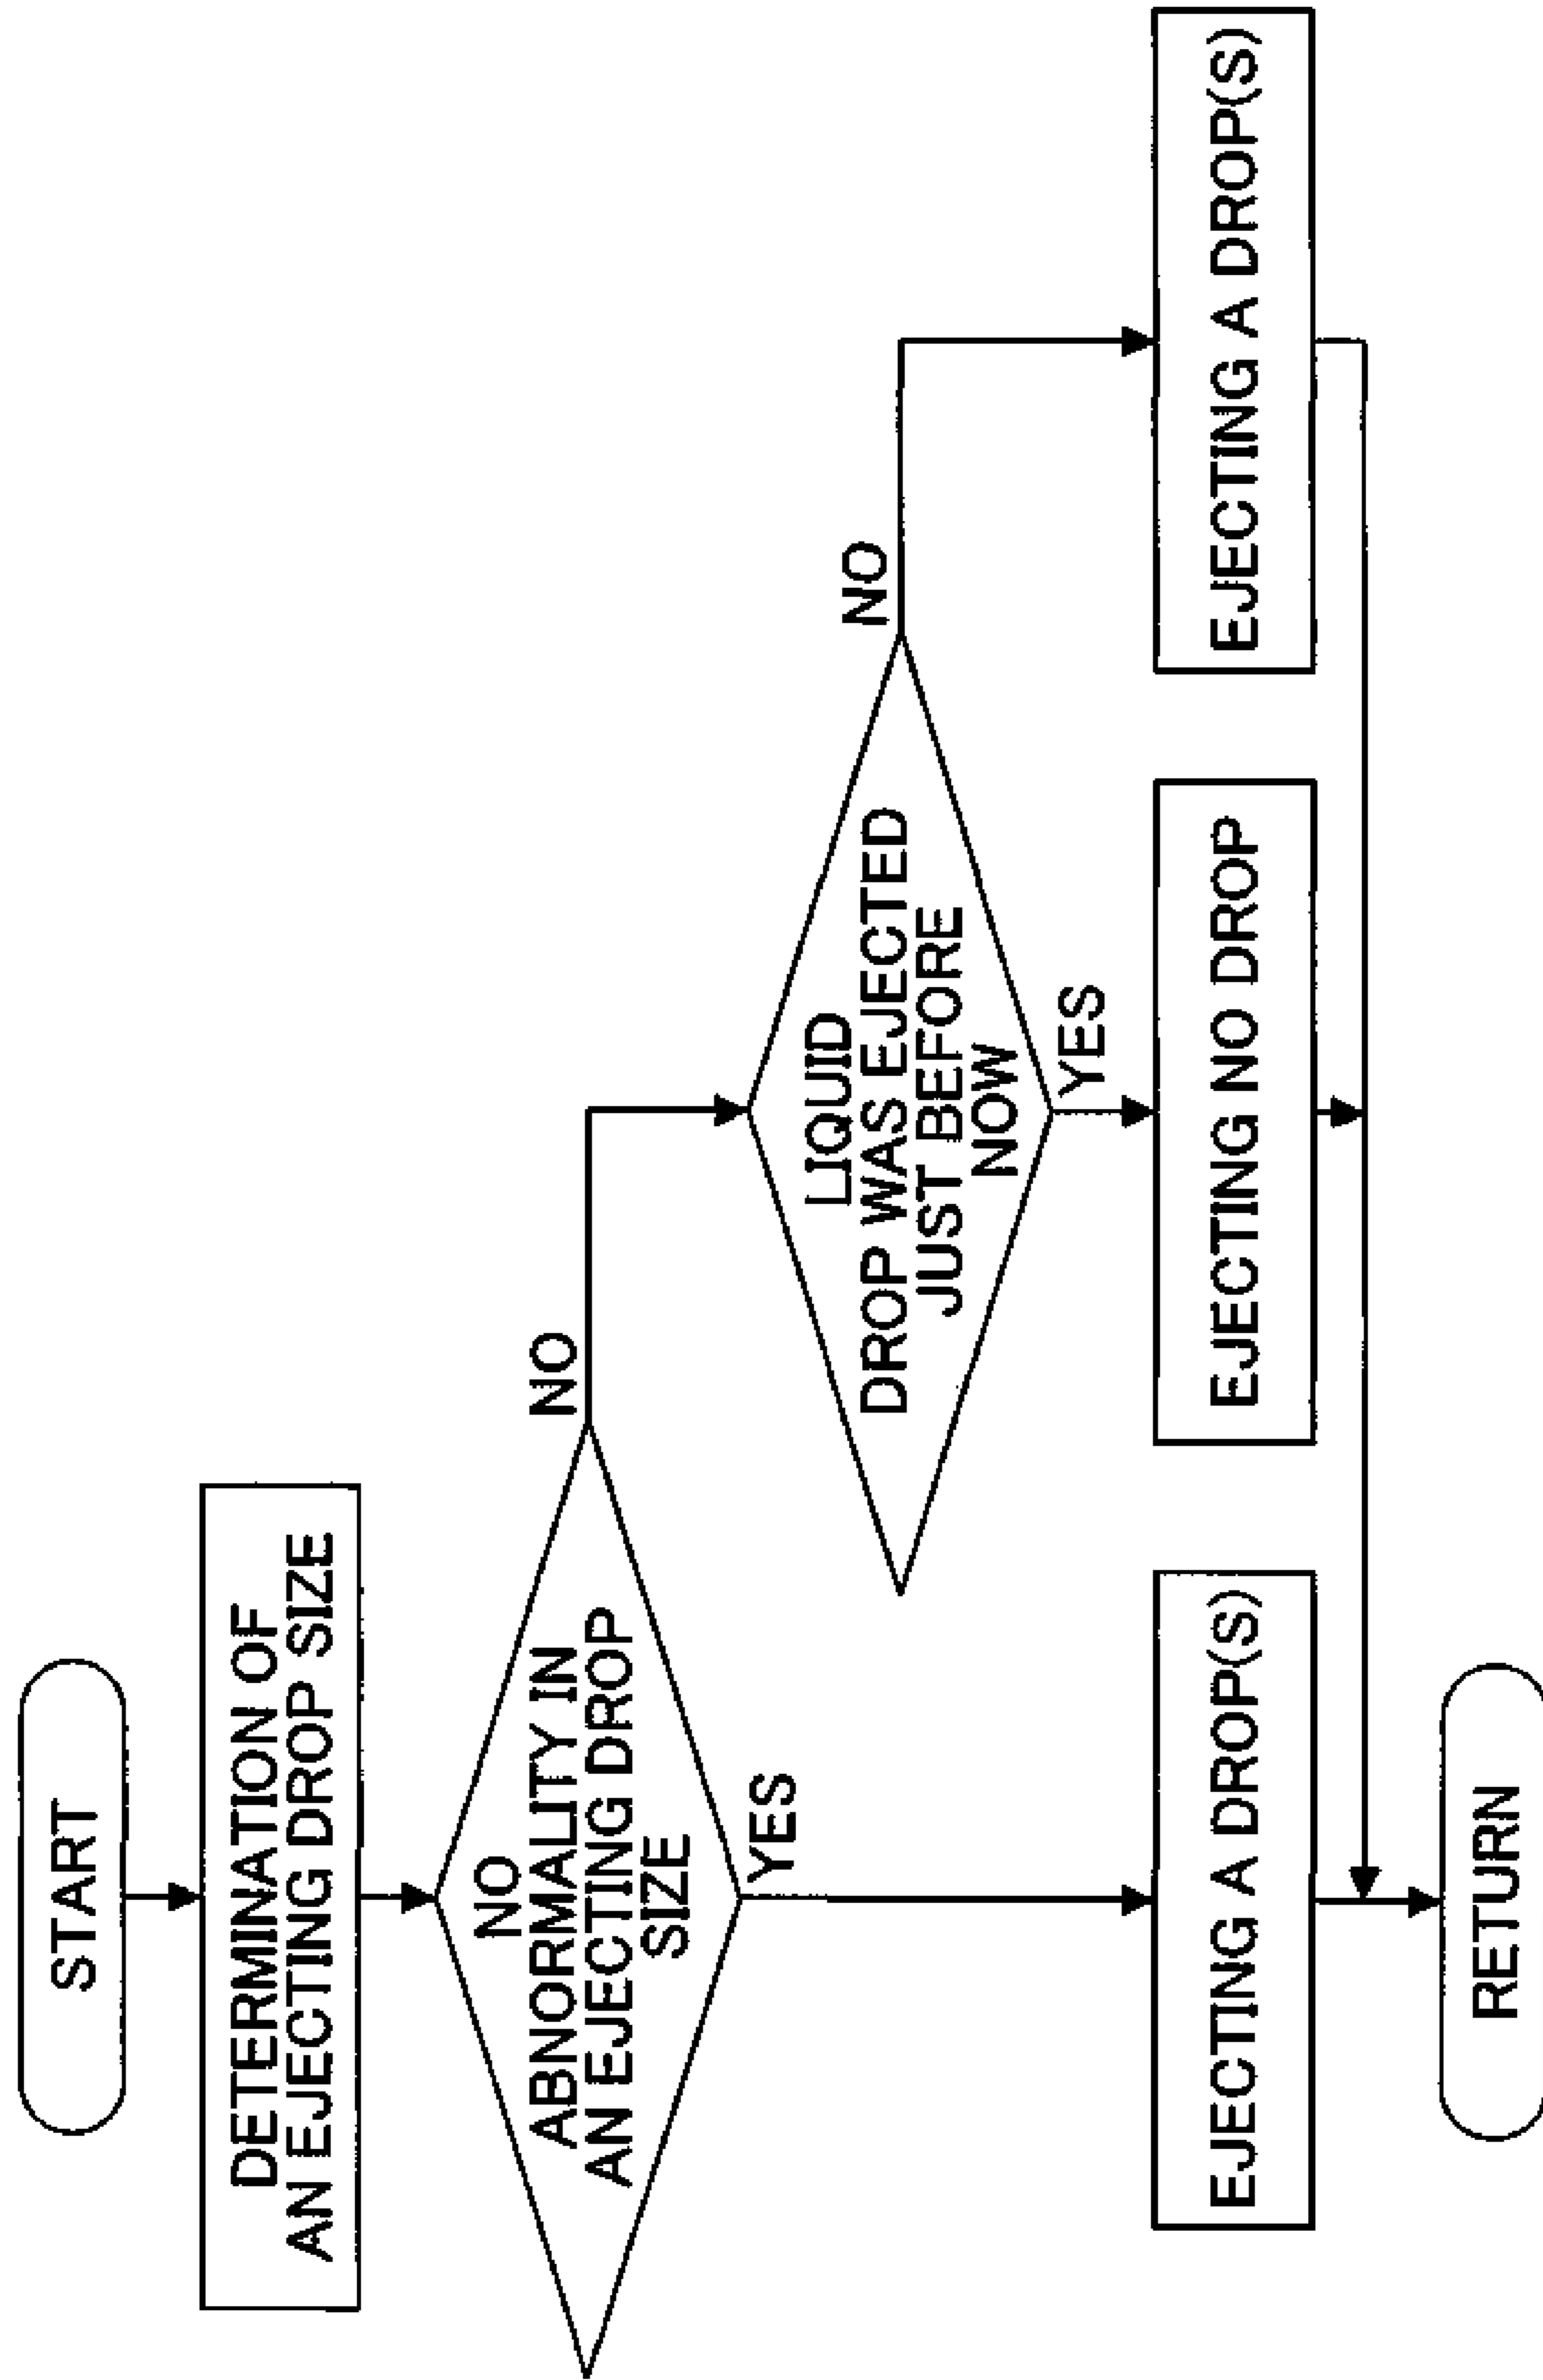 START
DETERMINATION OF
AN EJECTING DROP SIZE
NO
ABNORMALITY IN
AN EJECTING DROP
SIZE
NO
YES
LIQUID
DROP WAS EJECTED
JUST BEFORE
NOW
NO
YES
EJECTING A DROP(S)
EJECTING NO DROP
EJECTING A DROP(S)
RETURN